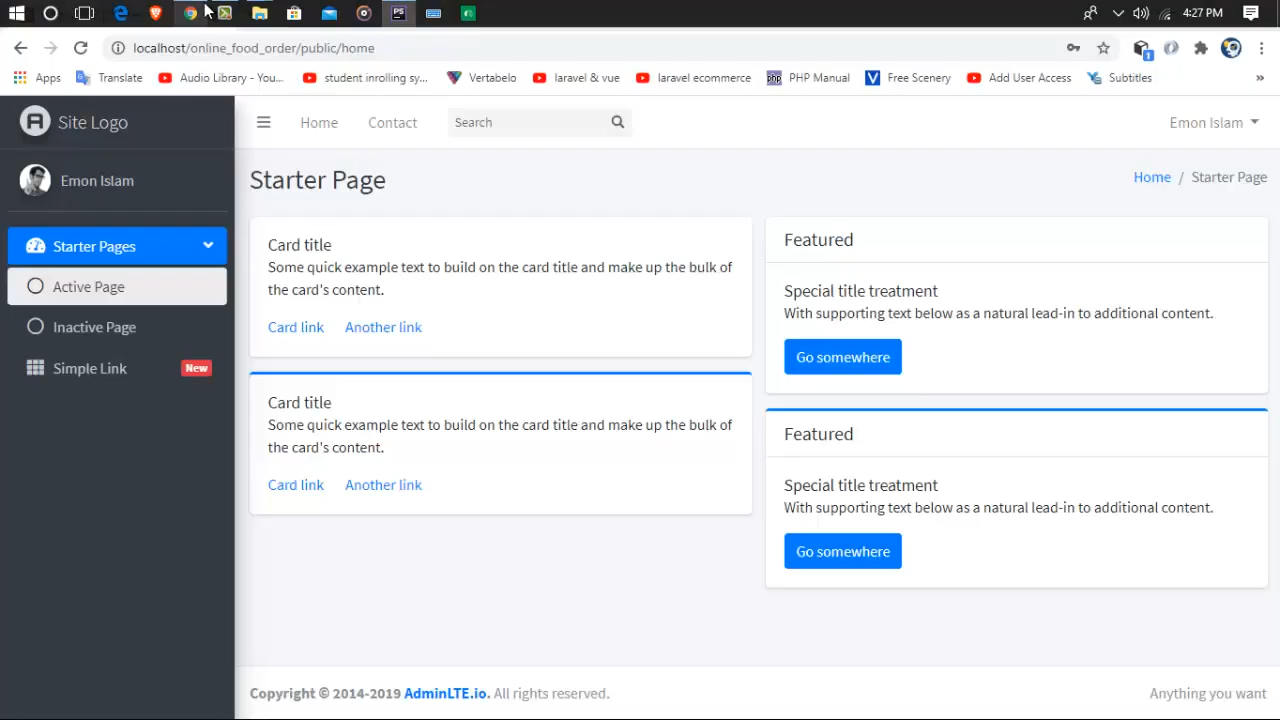 4:27 PM
localhost/online_food_order/public/home
1
Apps Translate Audio Library - You... student inrolling sy... Vertabelo laravel & vue laravel ecommerce php PHP Manual V Free Scenery Add User Access Subtitles »
Site Logo Home Contact Search Emon Islam
Emon Islam
Starter Page Home / Starter Page
Starter Pages
Active Page
Inactive Page
Simple Link New
Card title
Some quick example text to build on the card title and make up the bulk of
the card's content.
Card link Another link
Card title
Some quick example text to build on the card title and make up the bulk of
the card's content.
Card link Another link
Featured
Special title treatment
With supporting text below as a natural lead-in to additional content.
Go somewhere
Featured
Special title treatment
With supporting text below as a natural lead-in to additional content.
Go somewhere
Copyright © 2014-2019 AdminLTE.io. All rights reserved. Anything you want